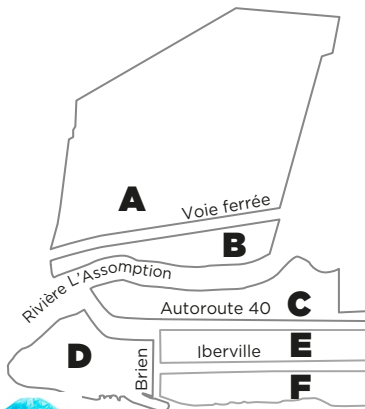 A
Voie ferrée
B
Rivière L'Assomption
Autoroute 40
C
D
Brien
Iberville
E
F